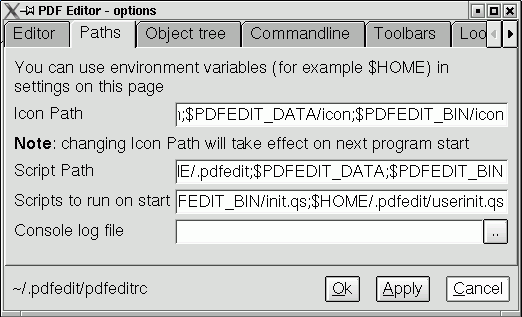 PDF Editor - options
Editor Paths Object tree Commandline Toolbars Loo
You can use environment variables (for example $HOME) in
settings on this page
Icon Path ;$PDFEDIT_DATA/icon;$PDFEDIT_BIN/icon
Note: changing Icon Path will take effect on next program start
Script Path IE/.pdfedit;$PDFEDIT_DATA;$PDFEDIT_BIN
Scripts to run on start FEDIT_BIN/init.qs;$HOME/.pdfedit/userinit.qs
Console log file ..
~/.pdfedit/pdfeditrc Ok Apply Cancel